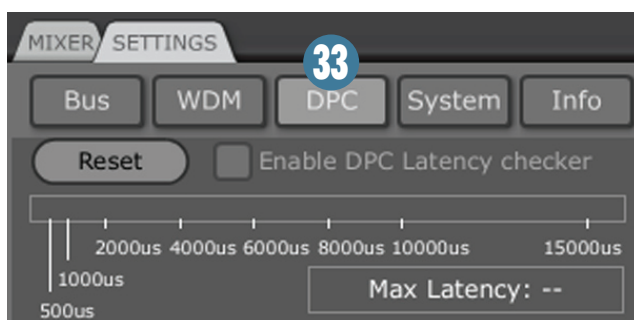 MIXER SETTINGS
33
Bus WDM DPC System Info
Reset Enable DPC Latency checker
2000us 4000us 6000us 8000us 10000us 15000us
1000us
Max Latency: --
500us